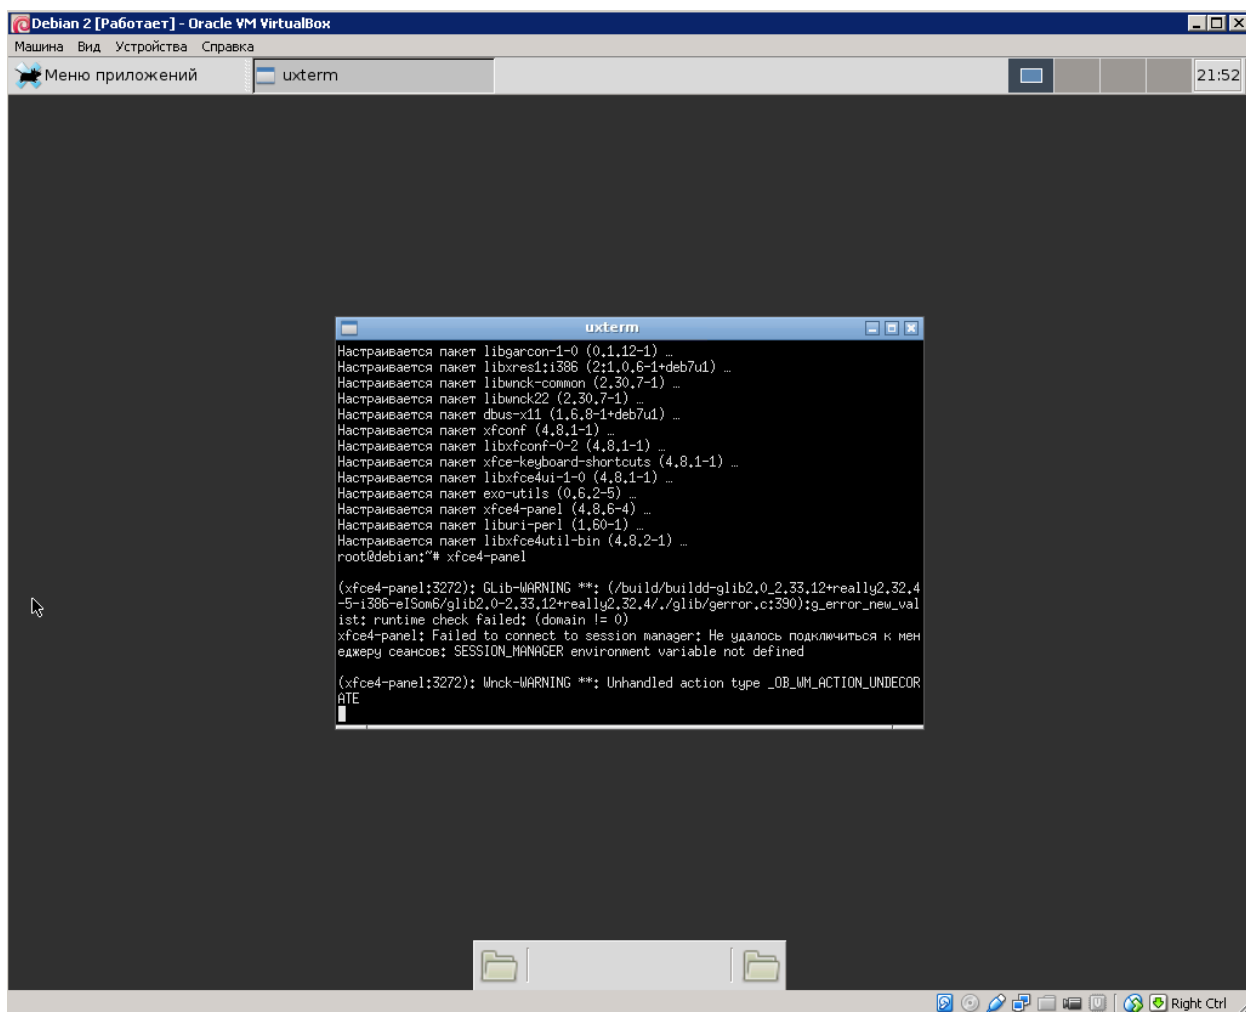 Debian 2 [Работает] - Oracle VM VirtualBox
Машина Вид Устройства Справка
Меню приложений uxterm 21:52
uxterm
Настраивается пакет libgarcon-1-0 (0.1.12-1) …
Настраивается пакет libxres1:i386 (2:1.0.6-1+deb7u1) …
Настраивается пакет libwnck-common (2.30.7-1) …
Настраивается пакет libwnck22 (2.30.7-1) …
Настраивается пакет dbus-x11 (1.6.8-1+deb7u1) …
Настраивается пакет xfconf (4.8.1-1) …
Настраивается пакет libxfconf-0-2 (4.8.1-1) …
Настраивается пакет xfce-keyboard-shortcuts (4.8.1-1) …
Настраивается пакет libxfce4ui-1-0 (4.8.1-1) …
Настраивается пакет exo-utils (0.6.2-5) …
Настраивается пакет xfce4-panel (4.8.6-4) …
Настраивается пакет liburi-perl (1.60-1) …
Настраивается пакет libxfce4util-bin (4.8.2-1) …
root@debian:~# xfce4-panel
(xfce4-panel:3272): GLib-WARNING **: (/build/buildd-glib2.0_2.33.12+really2.32.4
-5-i386-eISom6/glib2.0-2.33.12+really2.32.4/./glib/gerror.c:390):g_error_new_val
ist: runtime check failed: (domain != 0)
xfce4-panel: Failed to connect to session manager: Не удалось подключиться к мен
еджеру сеансов: SESSION_MANAGER environment variable not defined
(xfce4-panel:3272): Wnck-WARNING **: Unhandled action type _OB_WM_ACTION_UNDECOR
ATE
Right Ctrl